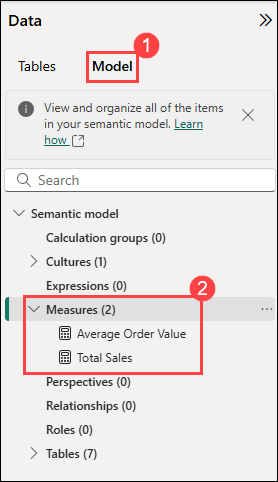 Data
1
Tables Model
View and organize all of the items
in your semantic model. Learn
how
Search
2
Semantic model
Calculation groups (0)
Cultures (1)
Expressions (0)
Measures (2)
Average Order Value
Total Sales
Perspectives (0)
Relationships (0)
Roles (0)
Tables (7)